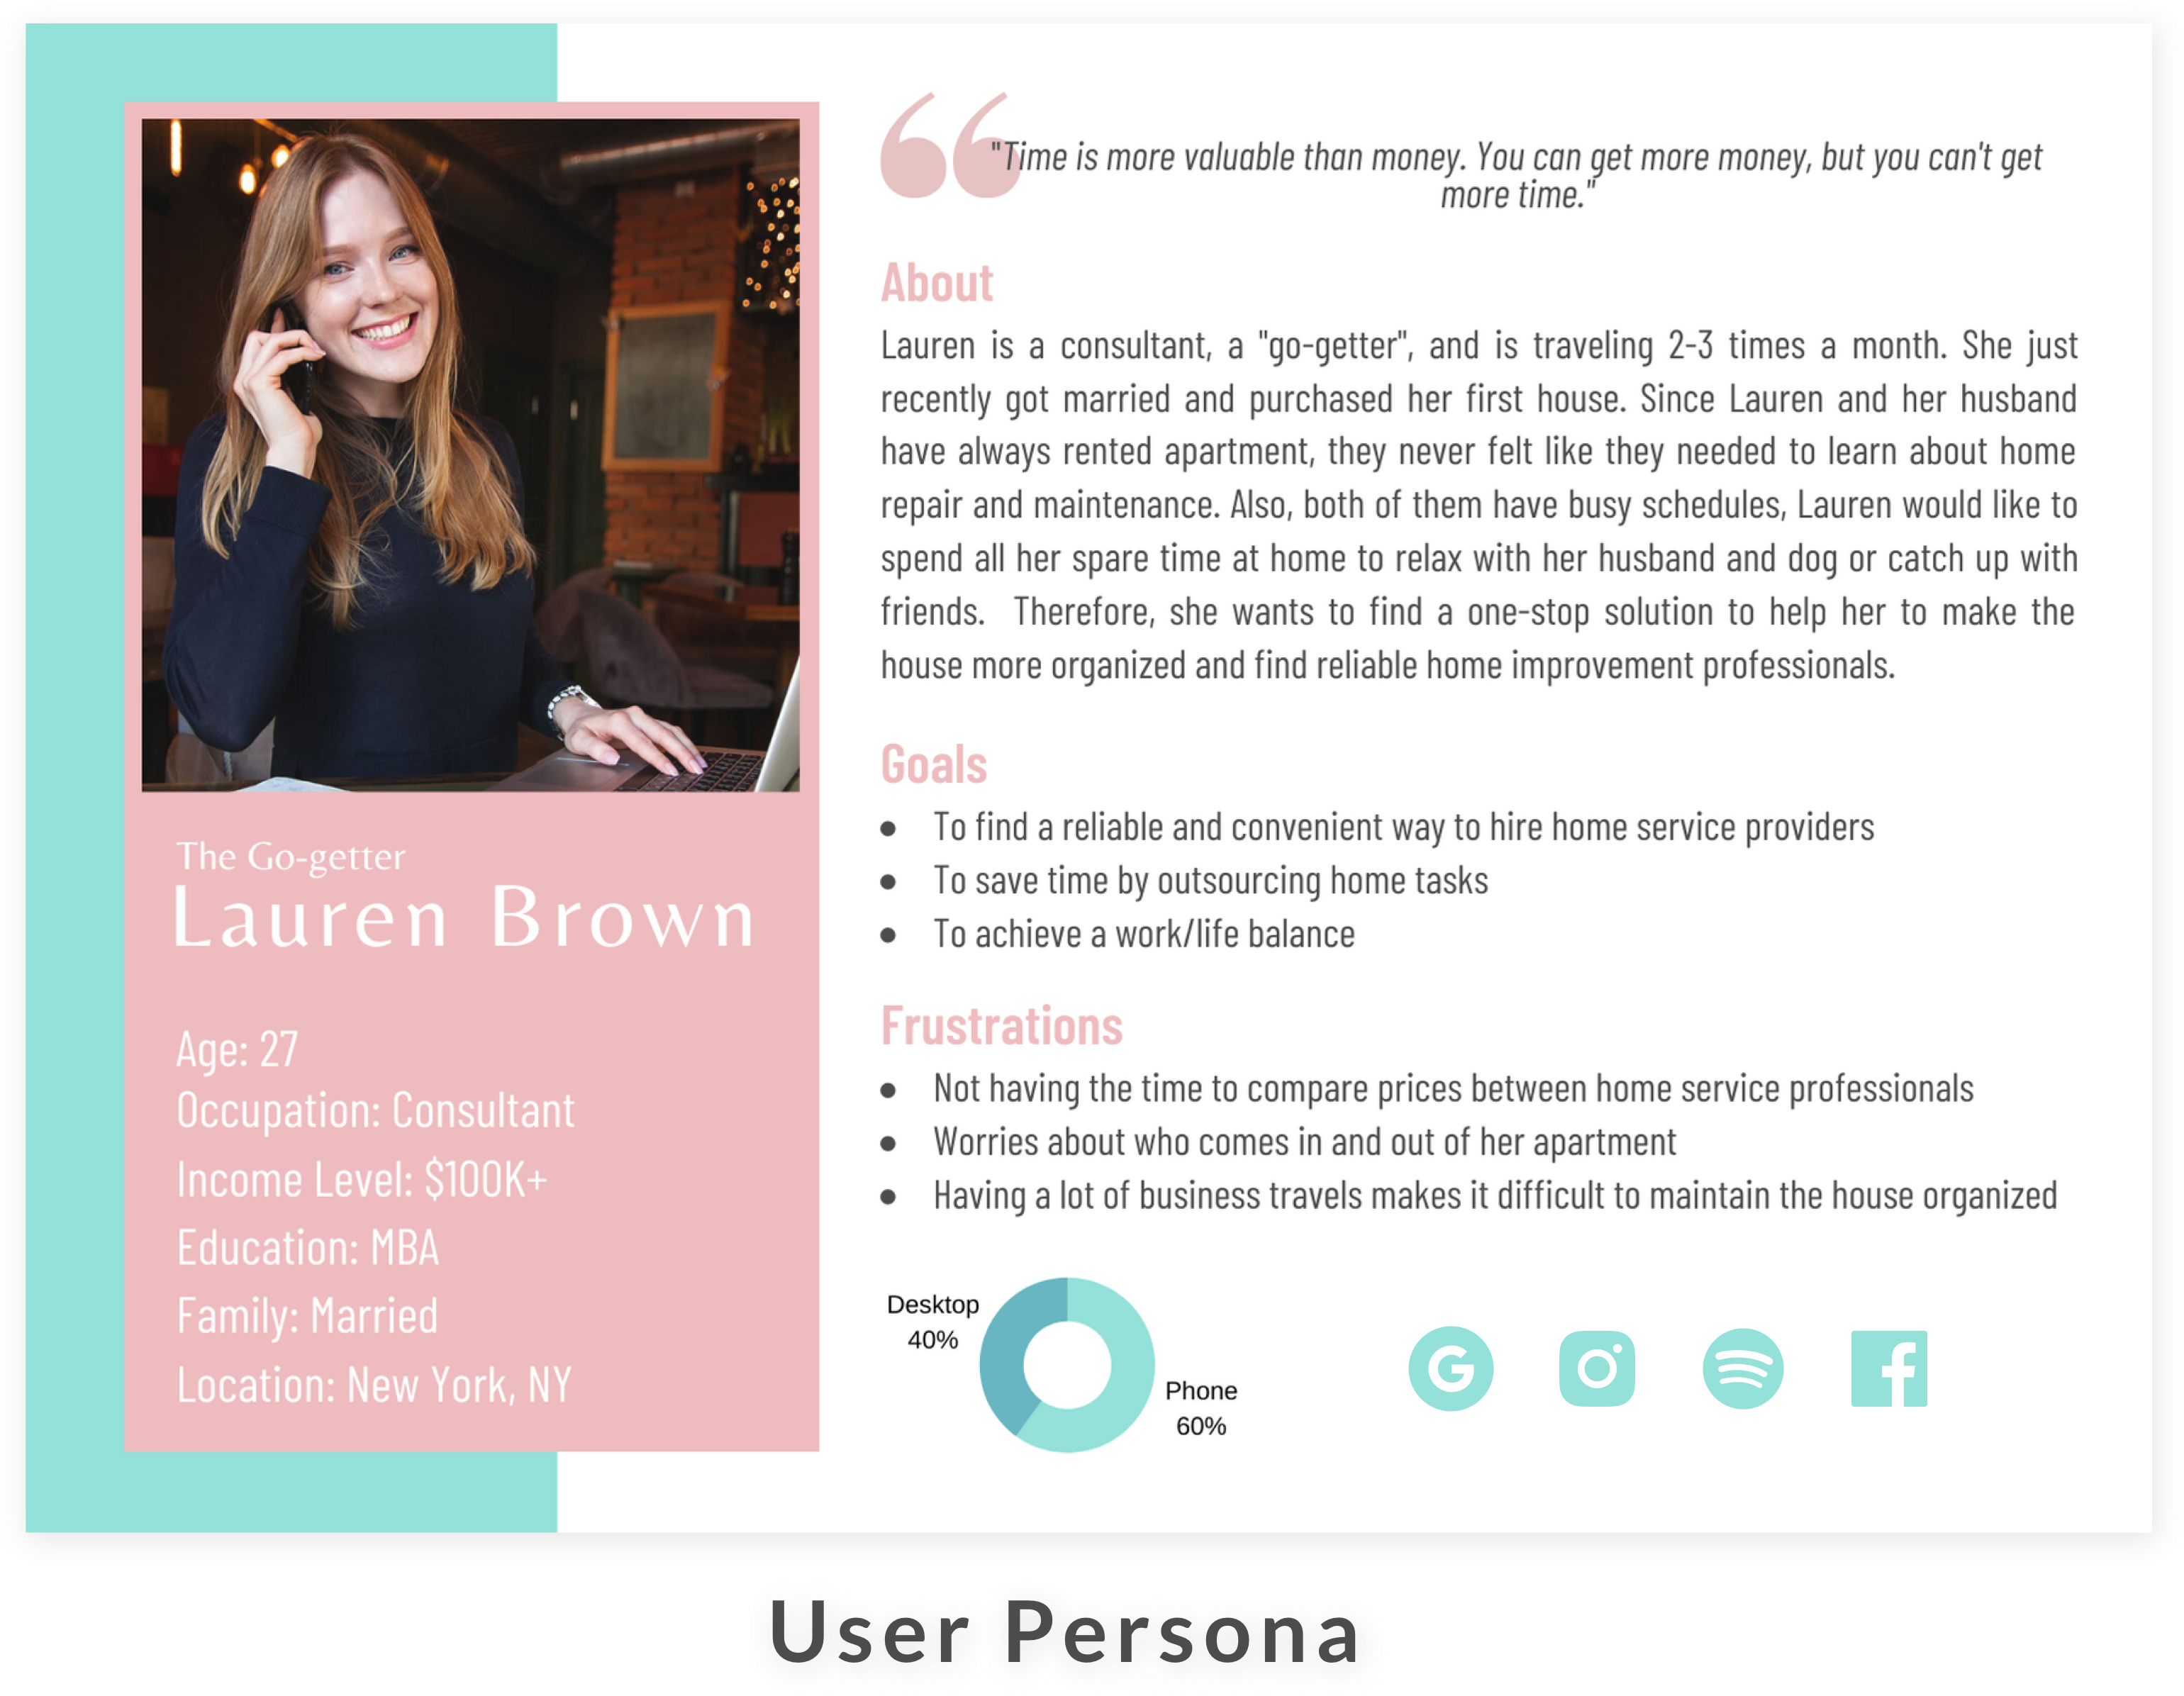 "Time is more valuable than money. You can get more money, but you can't get
more time."
About
Lauren is a consultant, a "go-getter", and is traveling 2-3 times a month. She just
recently got married and purchased her first house. Since Lauren and her husband
have always rented apartment, they never felt like they needed to learn about home
repair and maintenance. Also, both of them have busy schedules, Lauren would like to
spend all her spare time at home to relax with her husband and dog or catch up with
friends. Therefore, she wants to find a one-stop solution to help her to make the
house more organized and find reliable home improvement professionals.
Goals
• To find a reliable and convenient way to hire home service providers
• To save time by outsourcing home tasks
• To achieve a work/life balance
Frustrations
• Not having the time to compare prices between home service professionals
• Worries about who comes in and out of her apartment
• Having a lot of business travels makes it difficult to maintain the house organized
Desktop
40%
Phone
60%
The Go-getter
Lauren Brown
Age: 27
Occupation: Consultant
Income Level: $100K+
Education: MBA
Family: Married
Location: New York, NY
User Persona